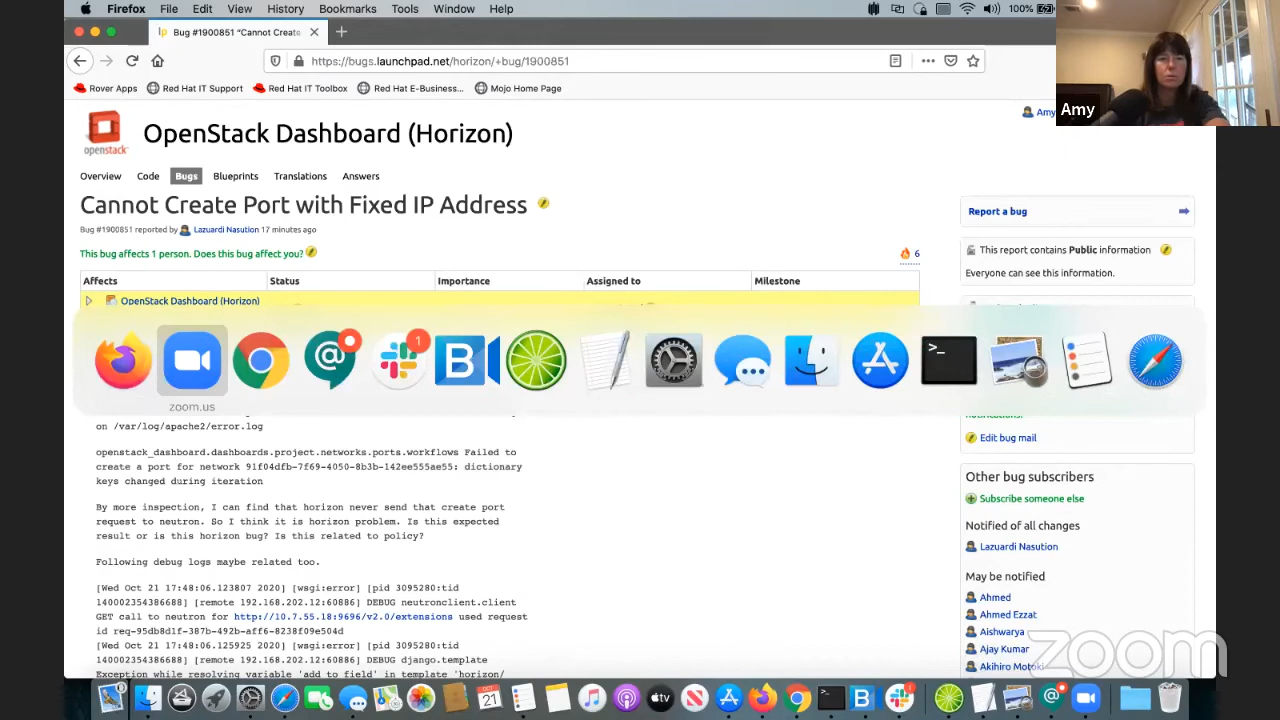 Firefox File Edit View History Bookmarks Tools Window Help 100%
Bug #1900851 "Cannot Create
https://bugs.launchpad.net/horizon/+bug/1900851
Rover Apps Red Hat IT Support Red Hat IT Toolbox Red Hat E-Business... Mojo Home Page
Amy
Amy
openstack
OpenStack Dashboard (Horizon)
Overview Code Bugs Blueprints Translations Answers
Cannot Create Port with Fixed IP Address
Bug #1900851 reported by Lazuardi Nasution 17 minutes ago
This bug affects 1 person. Does this bug affect you?
6
Affects Status Importance Assigned to Milestone
OpenStack Dashboard (Horizon)
Report a bug
This report contains Public information
Everyone can see this information.
1
zoom.us
on /var/log/apache2/error.log
openstack_dashboard.dashboards.project.networks.ports.workflows Failed to
create a port for network 91f04dfb-7f69-4050-8b3b-142ee555ae55: dictionary
keys changed during iteration
By more inspection, I can find that horizon never send that create port
request to neutron. So I think it is horizon problem. Is this expected
result or is this horizon bug? Is this related to policy?
Following debug logs maybe related too.
[Wed Oct 21 17:48:06.123807 2020] [wsgi:error] [pid 3095280:tid
140002354386688] [remote 192.168.202.12:60886] DEBUG neutronclient.client
GET call to neutron for http://10.7.55.18:9696/v2.0/extensions used request
id req-95db8d1f-387b-492b-aff6-8238f09e504d
[Wed Oct 21 17:48:06.125925 2020] [wsgi:error] [pid 3095280:tid
140002354386688] [remote 192.168.202.12:60886] DEBUG django.template
Exception while resolving variable 'add_to_field' in template 'horizon/
notifications.
Edit bug mail
Other bug subscribers
Subscribe someone else
Notified of all changes
Lazuardi Nasution
May be notified
Ahmed
Ahmed Ezzat
Aishwarya
Ajay Kumar
Akihiro Motoki
zoom
OCT
21
tv